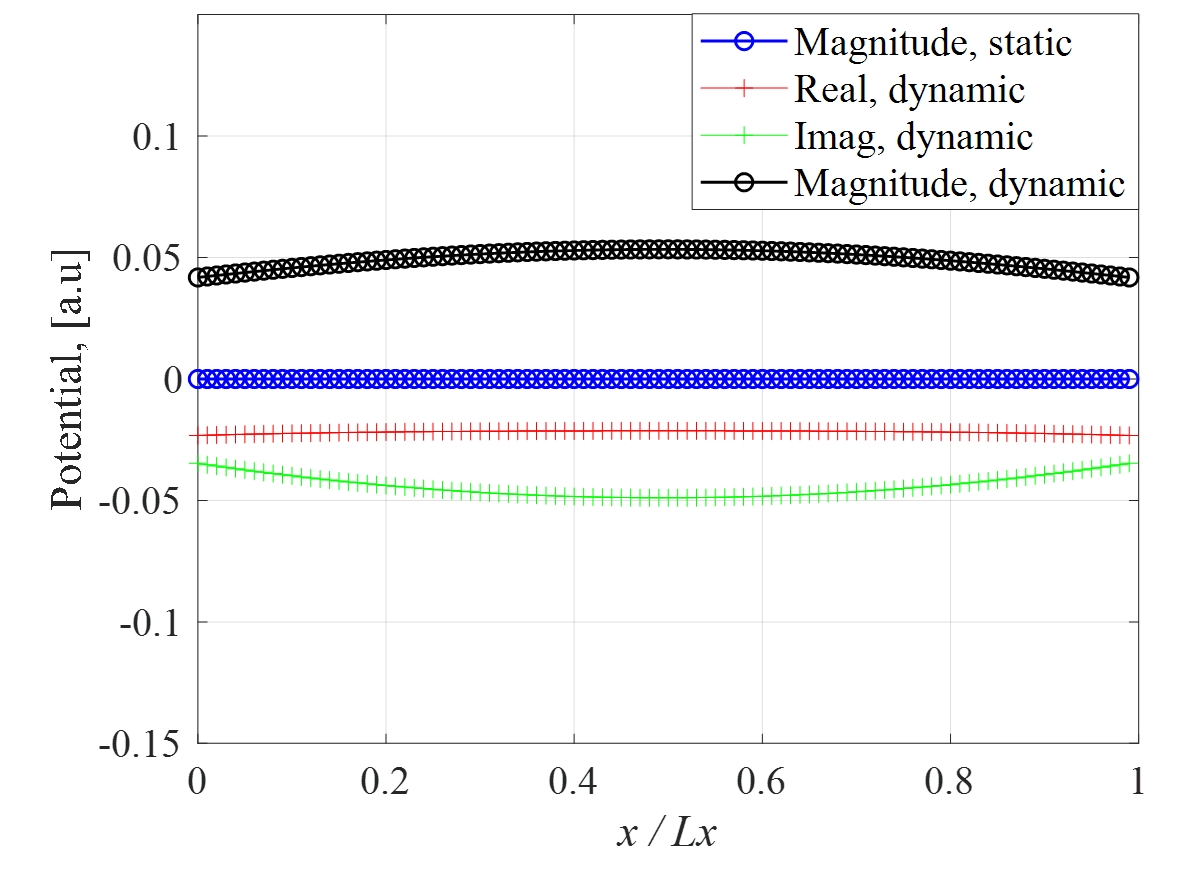 Magnitude, static
Real, dynamic
Imag, dynamic
Magnitude, dynamic
0.1
0.05
0
-0.05
-0.1
-0.15
Potential, [a.u]
0 0.2 0.4 0.6 0.8 1
x / Lx